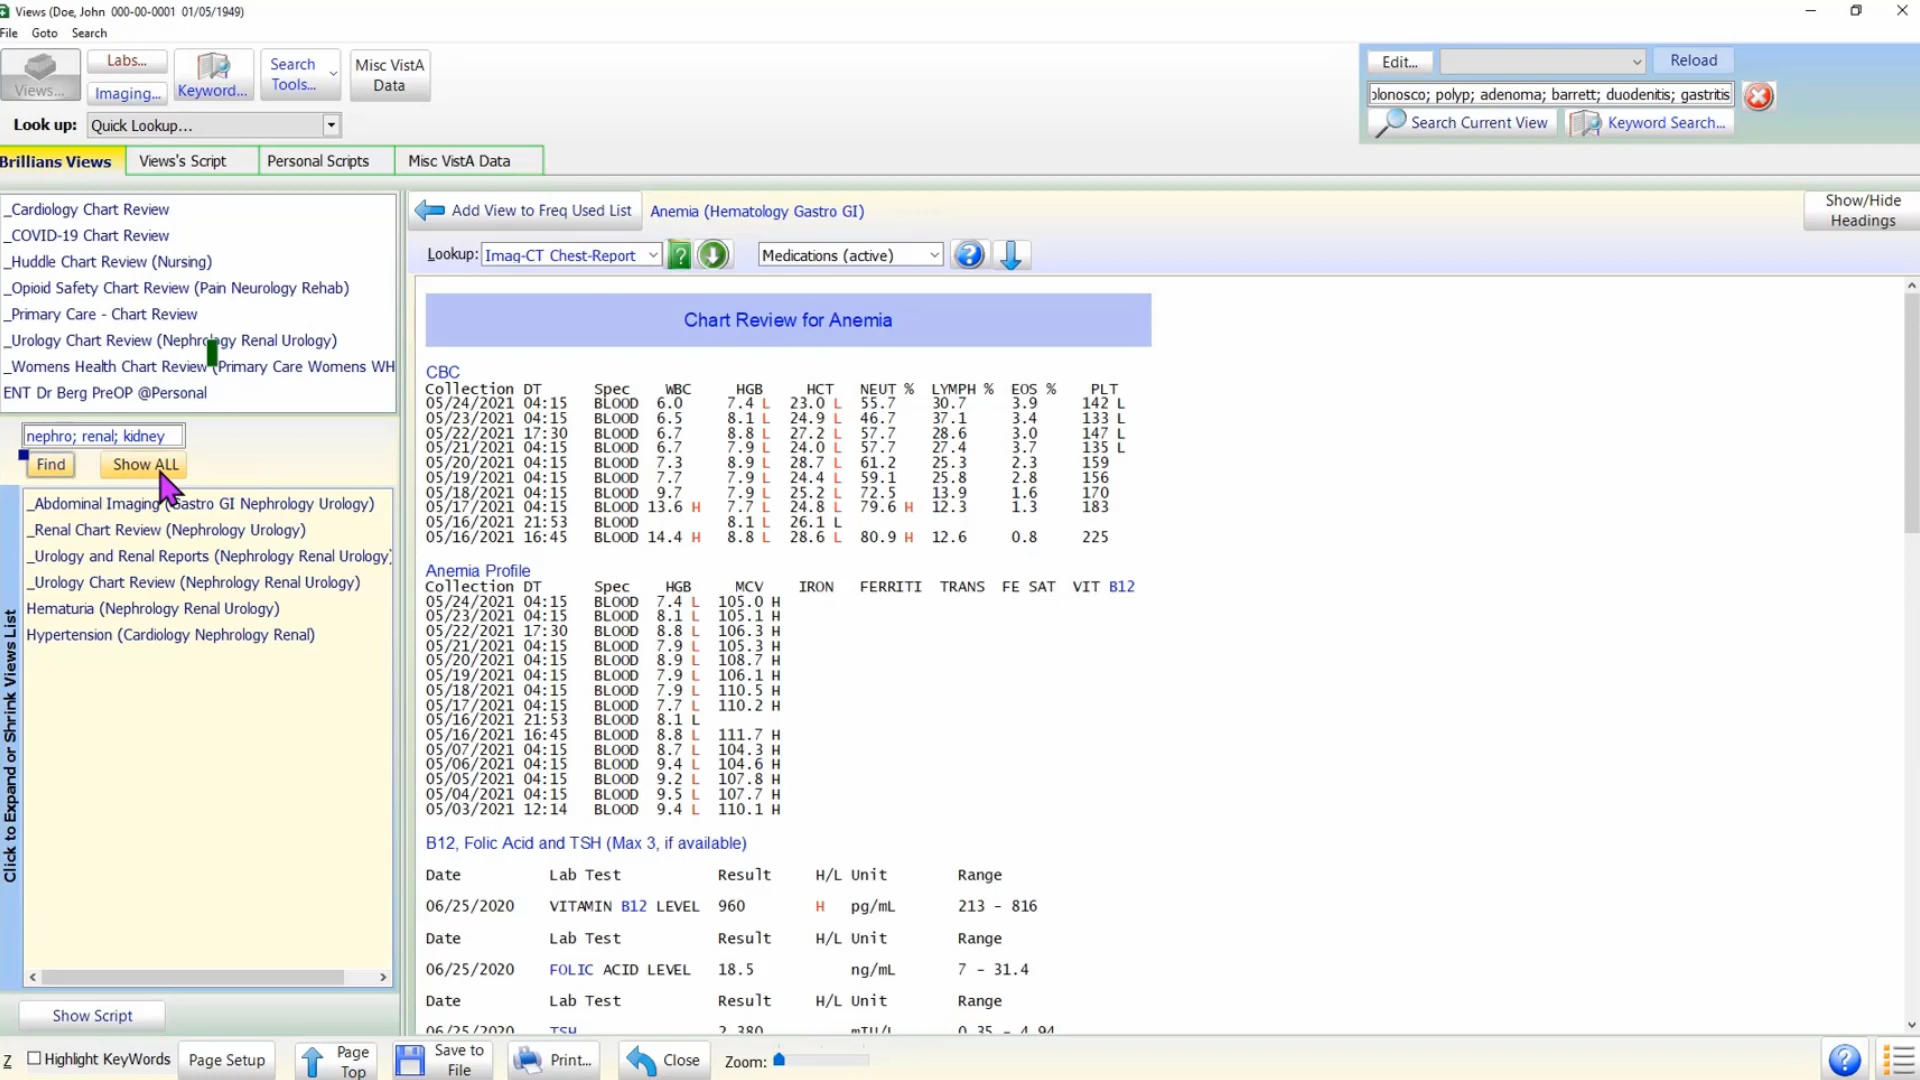 Views (Doe, John 000-00-0001 01/05/1949)
File Goto Search
Views...
Labs...
Imaging...
Keyword...
Search Tools...
Misc VistA Data
Edit...
Reload
olonosco; polyp; adenoma; barrett; duodenitis; gastritis
Search Current View
Keyword Search...
Look up: Quick Lookup...
Brillians Views
Views's Script
Personal Scripts
Misc VistA Data
_Cardiology Chart Review
_COVID-19 Chart Review
_Huddle Chart Review (Nursing)
_Opioid Safety Chart Review (Pain Neurology Rehab)
_Primary Care - Chart Review
_Urology Chart Review (Nephrology Renal Urology)
_Womens Health Chart Review (Primary Care Womens WH
ENT Dr Berg PreOP @Personal
nephro; renal; kidney
Find
Show ALL
_Abdominal Imaging (Gastro GI Nephrology Urology)
_Renal Chart Review (Nephrology Urology)
_Urology and Renal Reports (Nephrology Renal Urology)
_Urology Chart Review (Nephrology Renal Urology)
Hematuria (Nephrology Renal Urology)
Hypertension (Cardiology Nephrology Renal)
Click to Expand or Shrink Views List
Show Script
Add View to Freq Used List
Anemia (Hematology Gastro GI)
Show/Hide Headings
Lookup: Imag-CT Chest-Report
Medications (active)
Chart Review for Anemia
CBC
Collection DT Spec WBC HGB HCT NEUT % LYMPH % EOS % PLT
05/24/2021 04:15 BLOOD 6.0 7.4 L 23.0 L 55.7 30.7 3.9 142 L
05/23/2021 04:15 BLOOD 6.5 8.1 L 24.9 L 46.7 37.1 3.4 133 L
05/22/2021 17:30 BLOOD 6.7 8.8 L 27.2 L 57.7 28.6 3.0 147 L
05/21/2021 04:15 BLOOD 6.7 7.9 L 24.0 L 57.7 27.4 3.7 135 L
05/20/2021 04:15 BLOOD 7.3 8.9 L 28.7 L 61.2 25.3 2.3 159
05/19/2021 04:15 BLOOD 7.7 7.9 L 24.4 L 59.1 25.8 2.8 156
05/18/2021 04:15 BLOOD 9.7 7.9 L 25.2 L 72.5 13.9 1.6 170
05/17/2021 04:15 BLOOD 13.6 H 7.7 L 24.8 L 79.6 H 12.3 1.3 183
05/16/2021 21:53 BLOOD 8.1 L 26.1 L
05/16/2021 16:45 BLOOD 14.4 H 8.8 L 28.6 L 80.9 H 12.6 0.8 225
Anemia Profile
Collection DT Spec HGB MCV IRON FERRITI TRANS FE SAT VIT B12
05/24/2021 04:15 BLOOD 7.4 L 105.0 H
05/23/2021 04:15 BLOOD 8.1 L 105.1 H
05/22/2021 17:30 BLOOD 8.8 L 106.3 H
05/21/2021 04:15 BLOOD 7.9 L 105.3 H
05/20/2021 04:15 BLOOD 8.9 L 108.7 H
05/19/2021 04:15 BLOOD 7.9 L 106.1 H
05/18/2021 04:15 BLOOD 7.9 L 110.5 H
05/17/2021 04:15 BLOOD 7.7 L 110.2 H
05/16/2021 21:53 BLOOD 8.1 L
05/16/2021 16:45 BLOOD 8.8 L 111.7 H
05/07/2021 04:15 BLOOD 8.7 L 104.3 H
05/06/2021 04:15 BLOOD 9.4 L 104.6 H
05/05/2021 04:15 BLOOD 9.2 L 107.8 H
05/04/2021 04:15 BLOOD 9.5 L 107.7 H
05/03/2021 12:14 BLOOD 9.4 L 110.1 H
B12, Folic Acid and TSH (Max 3, if available)
Date Lab Test Result H/L Unit Range
06/25/2020 VITAMIN B12 LEVEL 960 H pg/mL 213 - 816
Date Lab Test Result H/L Unit Range
06/25/2020 FOLIC ACID LEVEL 18.5 ng/mL 7 - 31.4
Date Lab Test Result H/L Unit Range
06/25/2020 TSH 2.380 mIU/L 0.35 - 4.94
Z Highlight KeyWords
Page Setup
Page Top
Save to File
Print...
Close
Zoom: